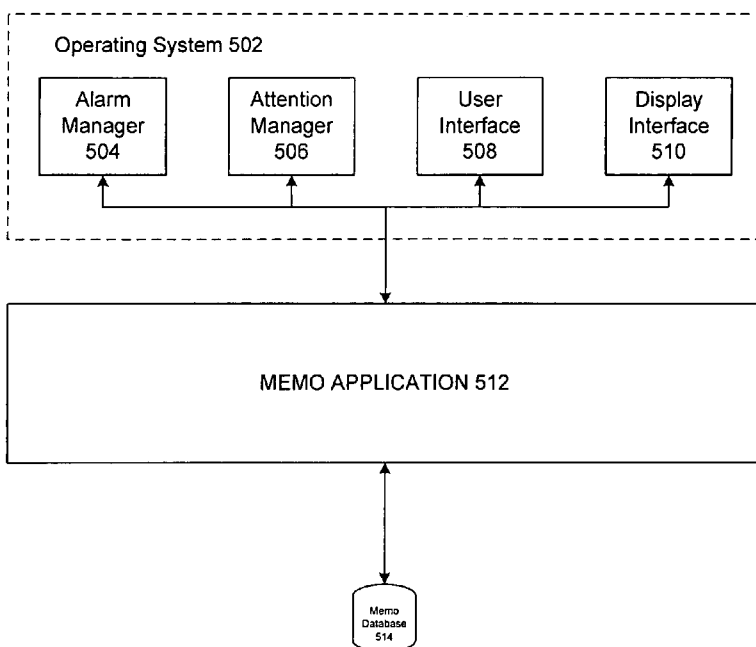 Operating System 502
Alarm
Manager
504
Attention
Manager
506
User
Interface
508
Display
Interface
510
MEMO APPLICATION 512
Memo
Database
514